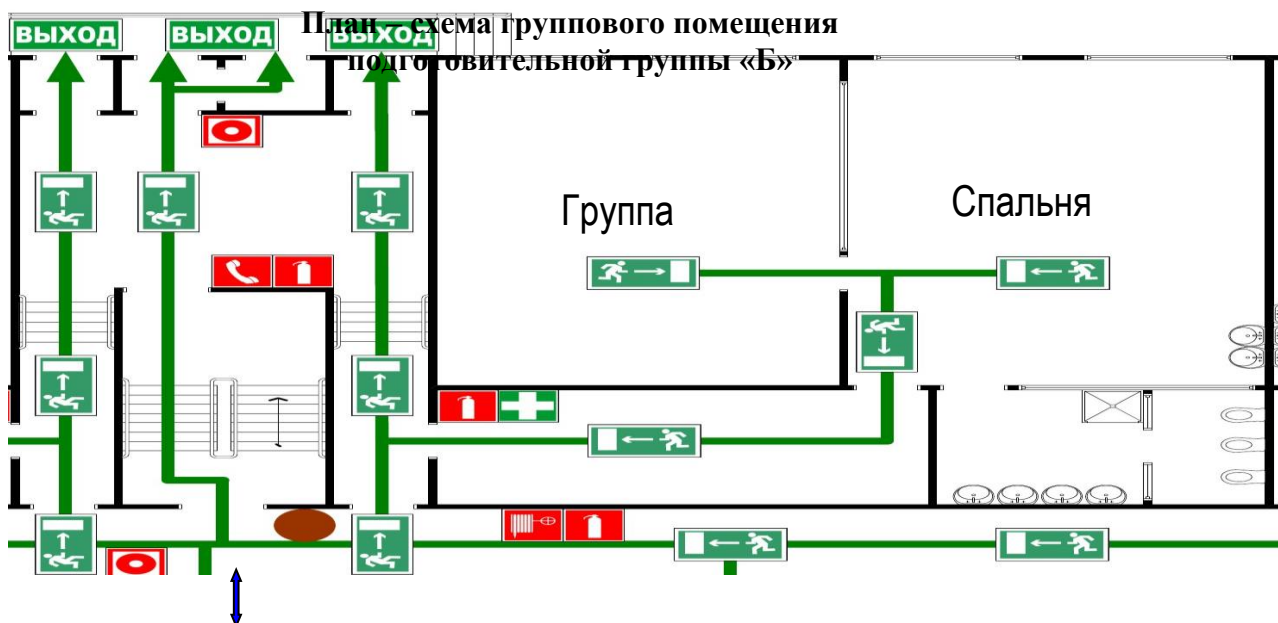 План – схема группового помещения
подготовительной группы «Б»
ВЫХОД
ВЫХОД
ВЫХОД
Группа
Спальня